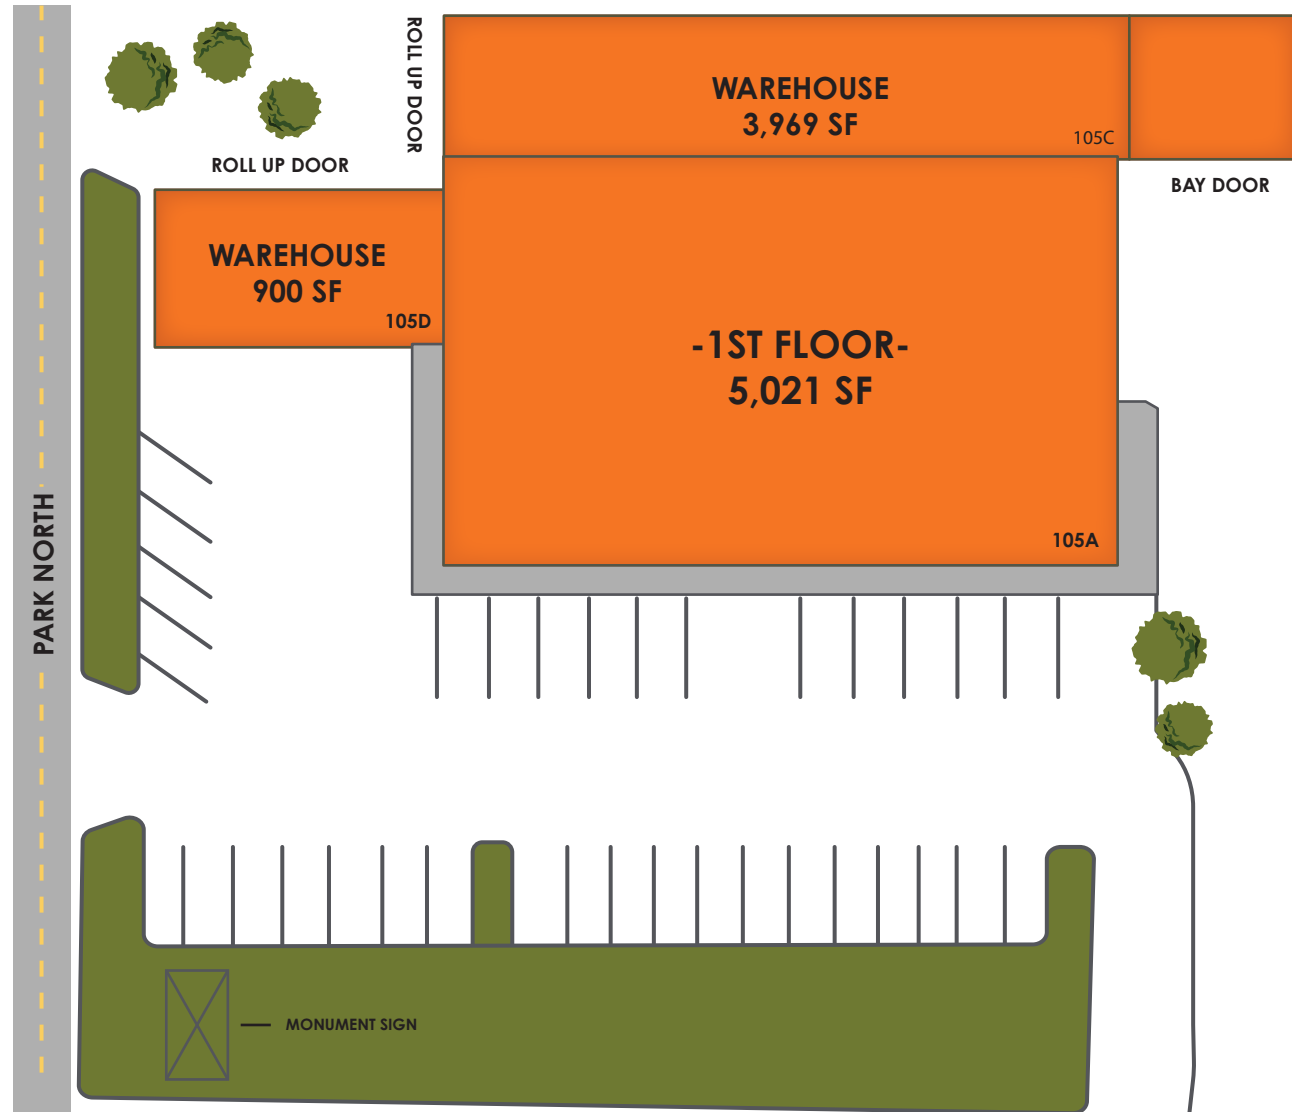 ROLL UP DOOR
WAREHOUSE
3,969 SF
105C
ROLL UP DOOR
BAY DOOR
WAREHOUSE
900 SF
105D
-1ST FLOOR-
5,021 SF
105A
PARK NORTH
MONUMENT SIGN